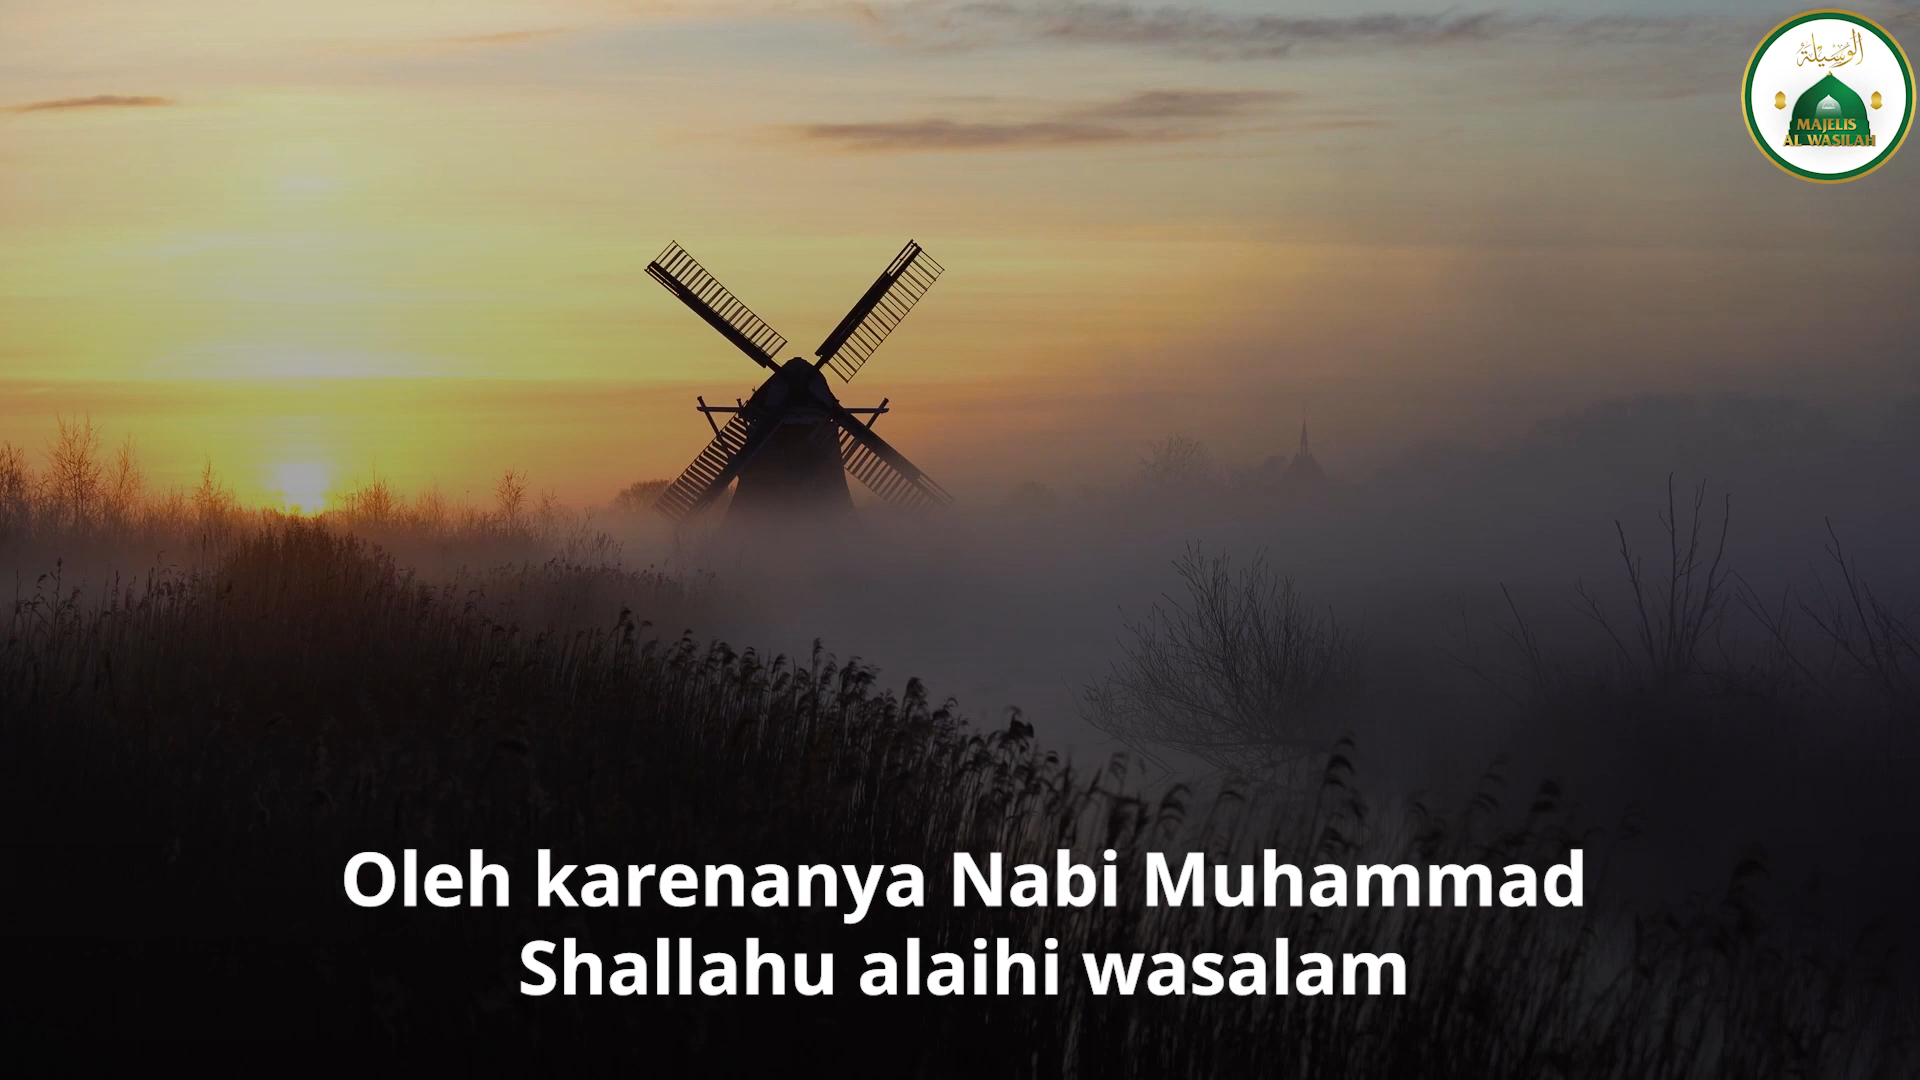 الوسيلة
MAJELIS
AL WASILAH
Oleh karenanya Nabi Muhammad
Shallahu alaihi wasalam